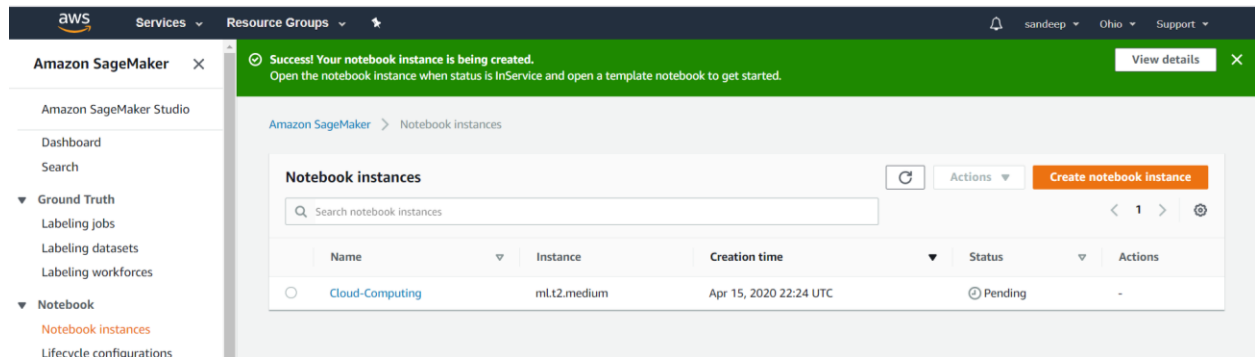 aws Services Resource Groups sandeep Ohio Support
Amazon SageMaker
Amazon SageMaker Studio
Dashboard
Search
Ground Truth
Labeling jobs
Labeling datasets
Labeling workforces
Notebook
Notebook instances
Lifecycle configurations
Success! Your notebook instance is being created.
Open the notebook instance when status is InService and open a template notebook to get started.
View details
Amazon SageMaker > Notebook instances
Notebook instances
Actions
Create notebook instance
Search notebook instances
< 1 >
Name Instance Creation time Status Actions
Cloud-Computing ml.t2.medium Apr 15, 2020 22:24 UTC Pending -